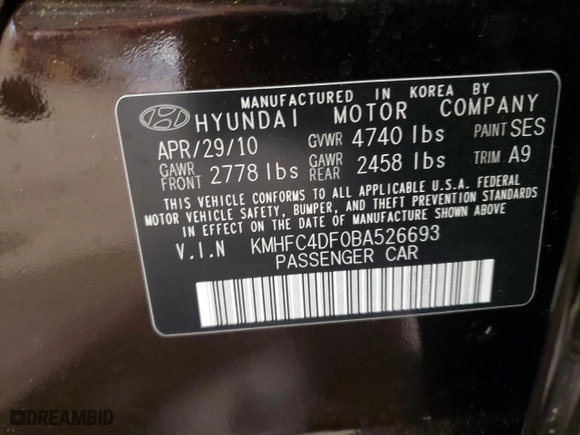 MANUFACTURED IN KOREA BY
HYUNDAI MOTOR COMPANY
APR/29/10 GVWR 4740 lbs PAINT SES
GAWR FRONT 2778 lbs GAWR REAR 2458 lbs TRIM A9
THIS VEHICLE CONFORMS TO ALL APPLICABLE U.S.A. FEDERAL
MOTOR VEHICLE SAFETY, BUMPER, AND THEFT PREVENTION STANDARDS
IN EFFECT ON THE DATE OF MANUFACTURE SHOWN ABOVE.
V.I.N KMHFC4DF0BA526693
PASSENGER CAR
DREAMBID